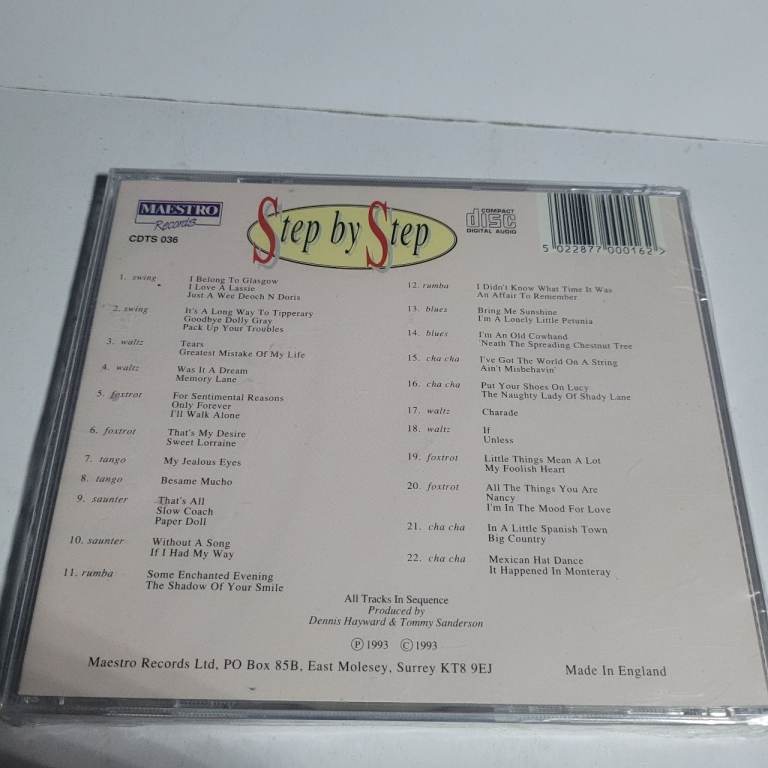 MAESTRO
Records
CDTS 036
Step by Step
COMPACT
disc
DIGITAL AUDIO
5 022877 000162 >
1. swing I Belong To Glasgow
I Love A Lassie
Just A Wee Deoch N Doris
2. swing It's A Long Way To Tipperary
Goodbye Dolly Gray
Pack Up Your Troubles
3. waltz Tears
Greatest Mistake Of My Life
4. waltz Was It A Dream
Memory Lane
5. foxtrot For Sentimental Reasons
Only Forever
I'll Walk Alone
6. foxtrot That's My Desire
Sweet Lorraine
7. tango My Jealous Eyes
8. tango Besame Mucho
9. saunter That's All
Slow Coach
Paper Doll
10. saunter Without A Song
If I Had My Way
11. rumba Some Enchanted Evening
The Shadow Of Your Smile
12. rumba I Didn't Know What Time It Was
An Affair To Remember
13. blues Bring Me Sunshine
I'm A Lonely Little Petunia
14. blues I'm An Old Cowhand
'Neath The Spreading Chestnut Tree
15. cha cha I've Got The World On A String
Ain't Misbehavin'
16. cha cha Put Your Shoes On Lucy
The Naughty Lady Of Shady Lane
17. waltz Charade
18. waltz If
Unless
19. foxtrot Little Things Mean A Lot
My Foolish Heart
20. foxtrot All The Things You Are
Nancy
I'm In The Mood For Love
21. cha cha In A Little Spanish Town
Big Country
22. cha cha Mexican Hat Dance
It Happened In Monteray
All Tracks In Sequence
Produced by
Dennis Hayward & Tommy Sanderson
Ⓟ 1993 © 1993
Maestro Records Ltd, PO Box 85B, East Molesey, Surrey KT8 9EJ
Made In England